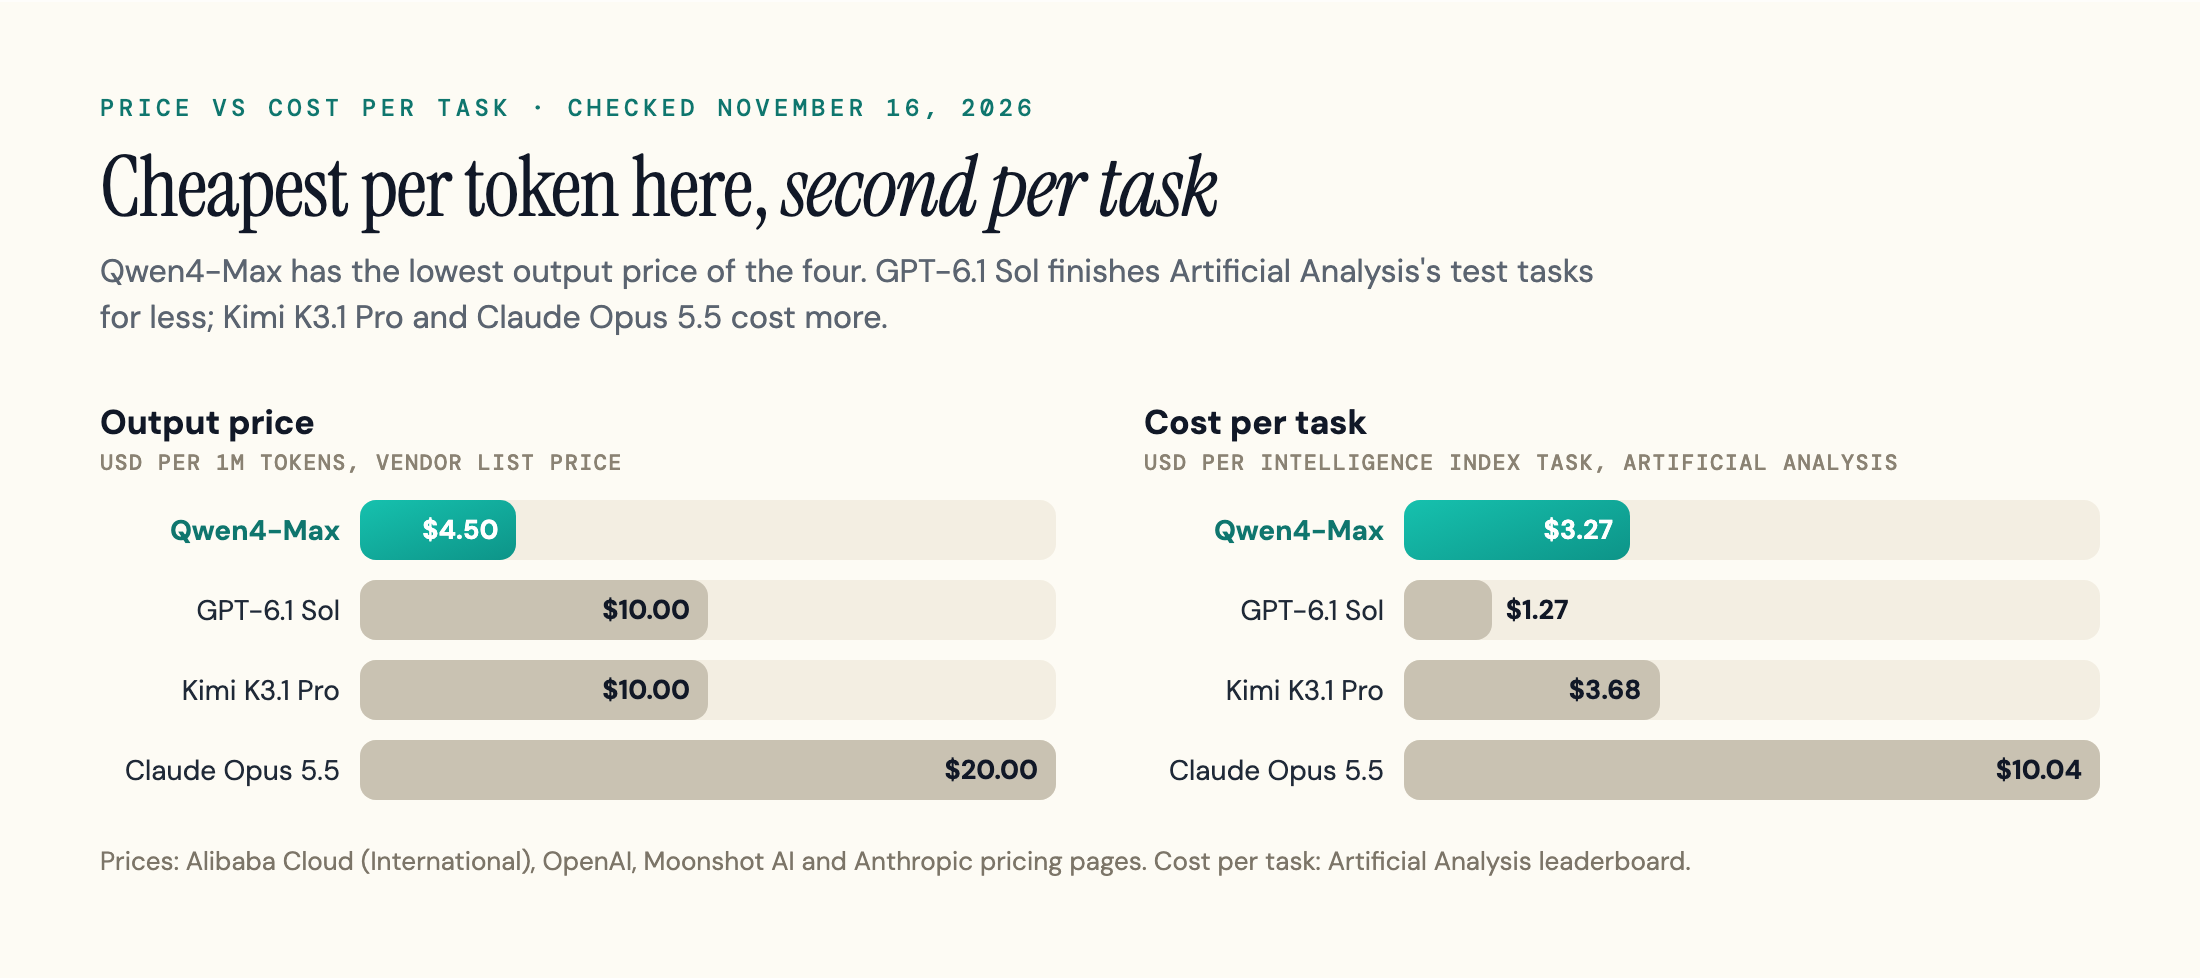 PRICE VS COST PER TASK · CHECKED NOVEMBER 16, 2026
Cheapest per token here, second per task
Qwen4-Max has the lowest output price of the four. GPT-6.1 Sol finishes Artificial Analysis's test tasks
for less; Kimi K3.1 Pro and Claude Opus 5.5 cost more.
Output price
USD PER 1M TOKENS, VENDOR LIST PRICE
Qwen4-Max $4.50
GPT-6.1 Sol $10.00
Kimi K3.1 Pro $10.00
Claude Opus 5.5 $20.00
Cost per task
USD PER INTELLIGENCE INDEX TASK, ARTIFICIAL ANALYSIS
Qwen4-Max $3.27
GPT-6.1 Sol $1.27
Kimi K3.1 Pro $3.68
Claude Opus 5.5 $10.04
Prices: Alibaba Cloud (International), OpenAI, Moonshot AI and Anthropic pricing pages. Cost per task: Artificial Analysis leaderboard.